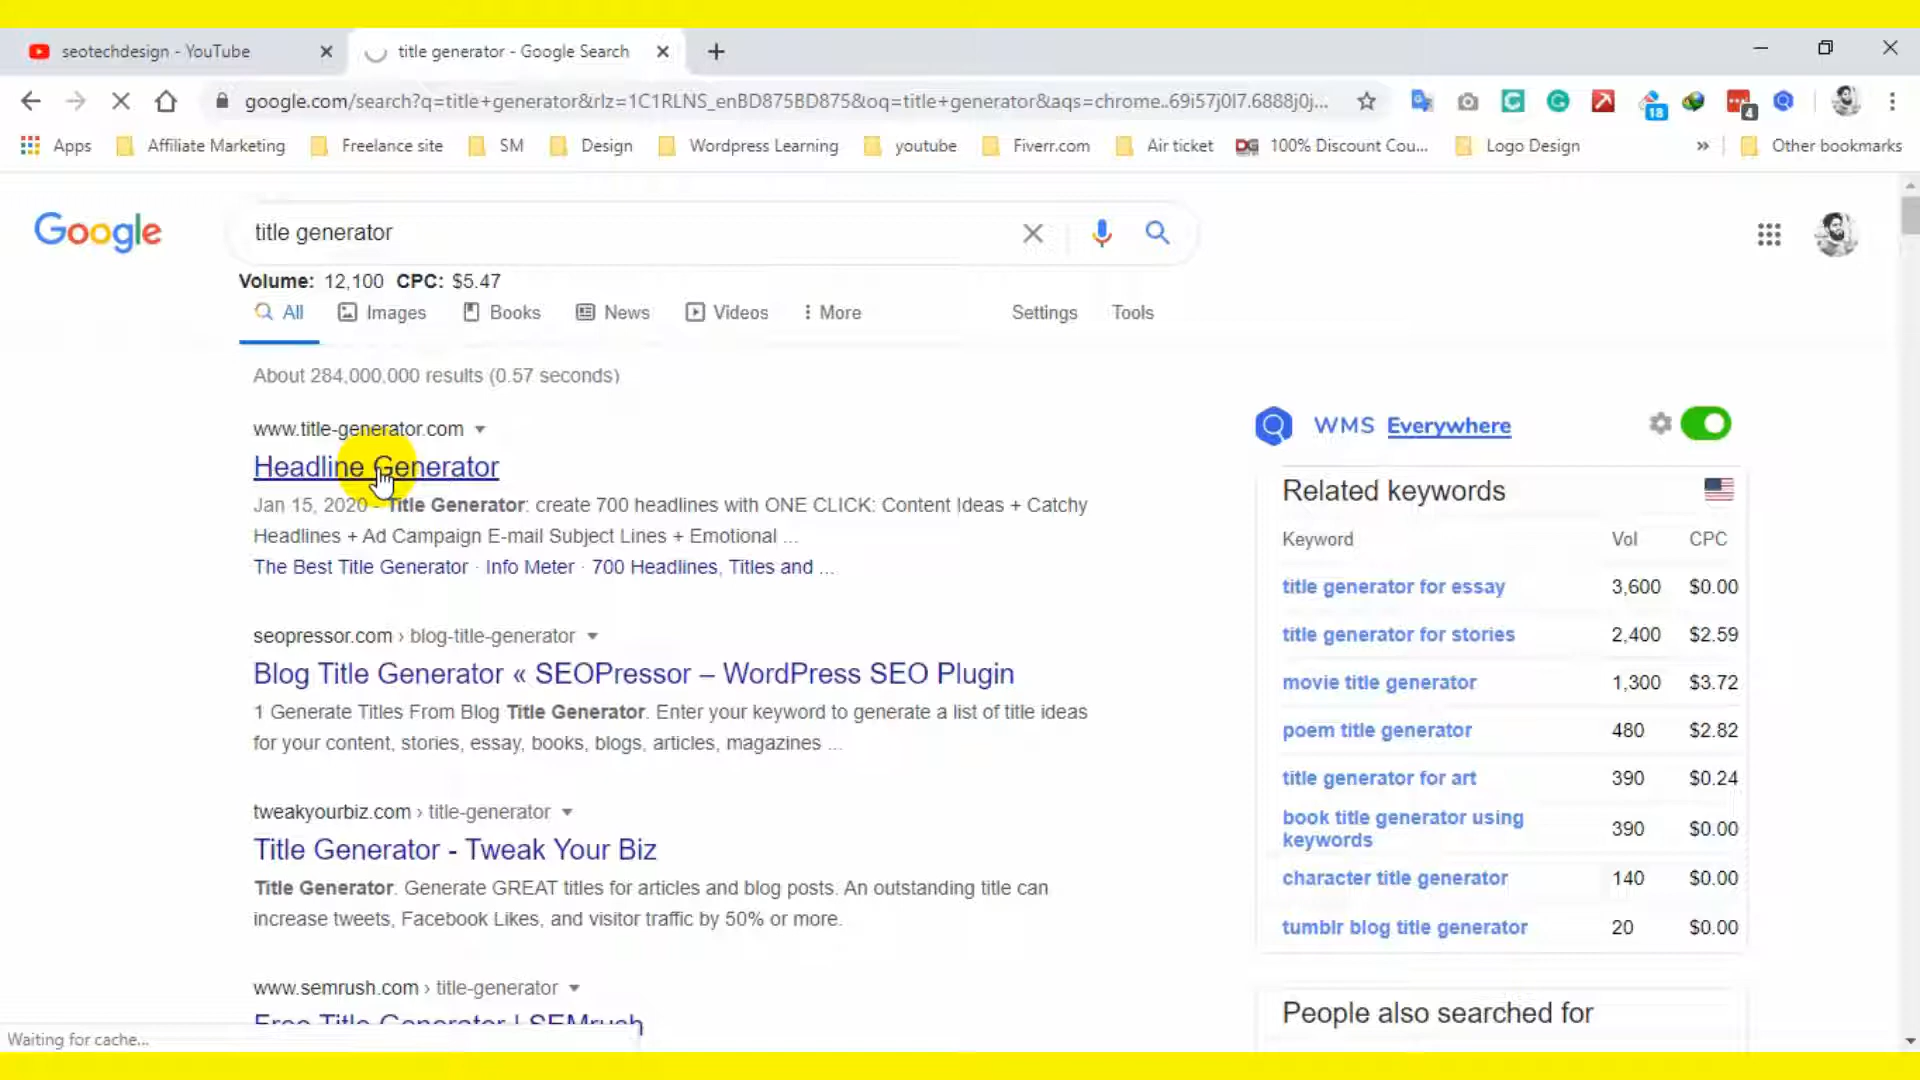 seotechdesign - YouTube
title generator - Google Search
google.com/search?q=title+generator&rlz=1C1RLNS_enBD875BD875&oq=title+generator&aqs=chrome..69i57j0l7.6888j0j...
18
4
Apps
Affiliate Marketing
Freelance site
SM
Design
Wordpress Learning
youtube
Fiverr.com
Air ticket
DG
100% Discount Cou...
Logo Design
»
Other bookmarks
Google
title generator
Volume: 12,100 CPC: $5.47
All
Images
Books
News
Videos
More
Settings
Tools
About 284,000,000 results (0.57 seconds)
www.title-generator.com
Headline Generator
Jan 15, 2020 - Title Generator: create 700 headlines with ONE CLICK: Content Ideas + Catchy
Headlines + Ad Campaign E-mail Subject Lines + Emotional ...
The Best Title Generator · Info Meter · 700 Headlines, Titles and ...
seopressor.com › blog-title-generator
Blog Title Generator « SEOPressor – WordPress SEO Plugin
1 Generate Titles From Blog Title Generator. Enter your keyword to generate a list of title ideas
for your content, stories, essay, books, blogs, articles, magazines ...
tweakyourbiz.com › title-generator
Title Generator - Tweak Your Biz
Title Generator. Generate GREAT titles for articles and blog posts. An outstanding title can
increase tweets, Facebook Likes, and visitor traffic by 50% or more.
www.semrush.com › title-generator
Free Title Generator | SEMrush
Waiting for cache...
WMS Everywhere
Related keywords
Keyword Vol CPC
title generator for essay 3,600 $0.00
title generator for stories 2,400 $2.59
movie title generator 1,300 $3.72
poem title generator 480 $2.82
title generator for art 390 $0.24
book title generator using
keywords 390 $0.00
character title generator 140 $0.00
tumblr blog title generator 20 $0.00
People also searched for